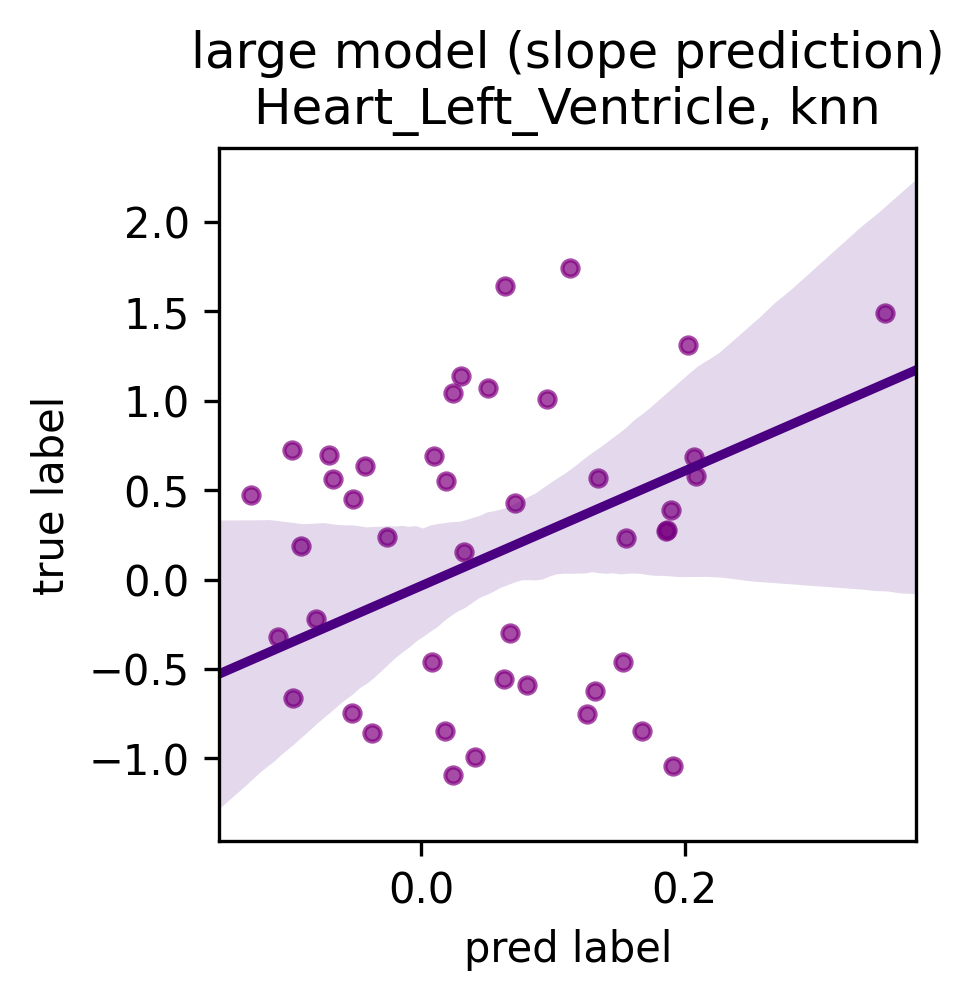 large model (slope prediction)
Heart_Left_Ventricle, knn
2.0
1.5
1.0
0.5
0.0
−0.5
−1.0
true label
0.0 0.2
pred label